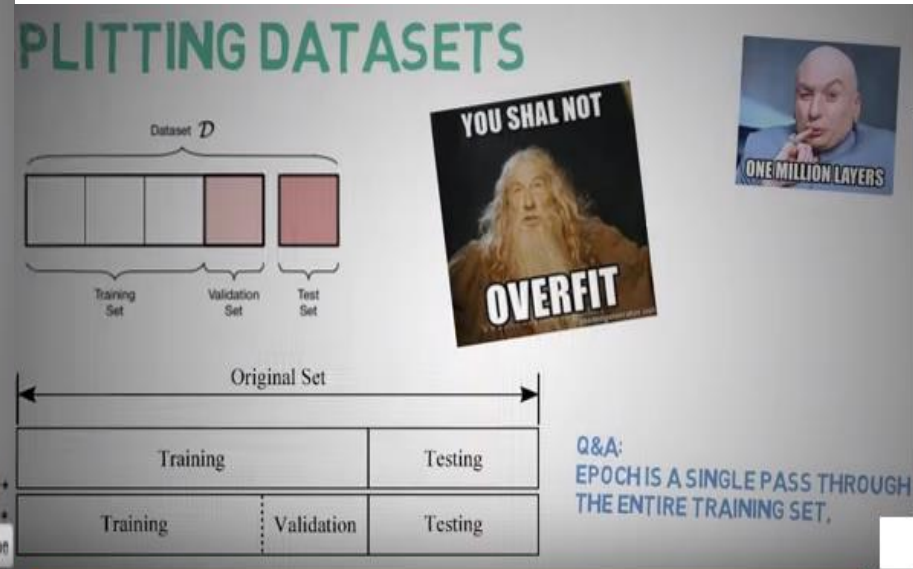 PLITTING DATASETS
Dataset D
Training
Set
Validation
Set
Test
Set
YOU SHAL NOT
OVERFIT
ONE MILLION LAYERS
Original Set
Training Testing
Training Validation Testing
Q&A:
EPOCH IS A SINGLE PASS THROUGH
THE ENTIRE TRAINING SET.